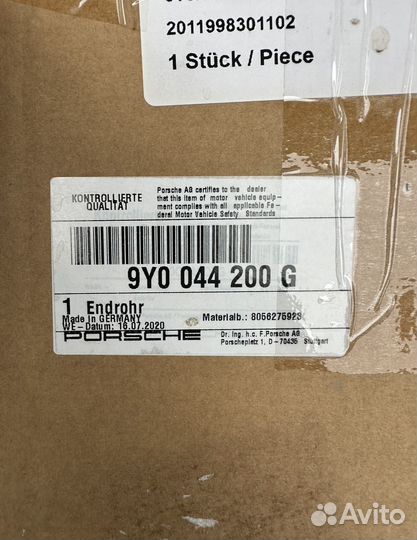 2011998301102
1 Stück / Piece
KONTROLLIERTE
QUALITÄT
Porsche AG certifies to the dealer
that this item of motor vehicle equip-
ment complies with all applicable Fe-
deral Motor Vehicle Safety Standards
9Y0 044 200 G
1 Endrohr
Made in GERMANY
WE-Datum: 16.07.2020
Materialb.: 8056275923
PORSCHE
Dr. Ing. h.c. F.Porsche AG
Porscheplatz 1, D - 70435 Stuttgart
Avito